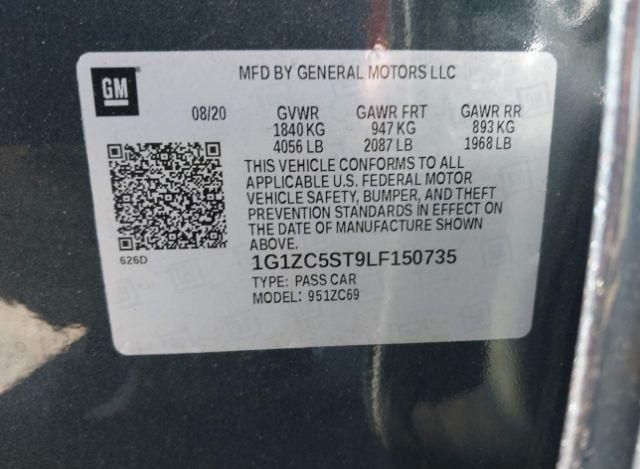 GM
MFD BY GENERAL MOTORS LLC
08/20 GVWR GAWR FRT GAWR RR
1840 KG 947 KG 893 KG
4056 LB 2087 LB 1968 LB
THIS VEHICLE CONFORMS TO ALL
APPLICABLE U.S. FEDERAL MOTOR
VEHICLE SAFETY, BUMPER, AND THEFT
PREVENTION STANDARDS IN EFFECT ON
THE DATE OF MANUFACTURE SHOWN
ABOVE.
626D
1G1ZC5ST9LF150735
TYPE: PASS CAR
MODEL: 951ZC69